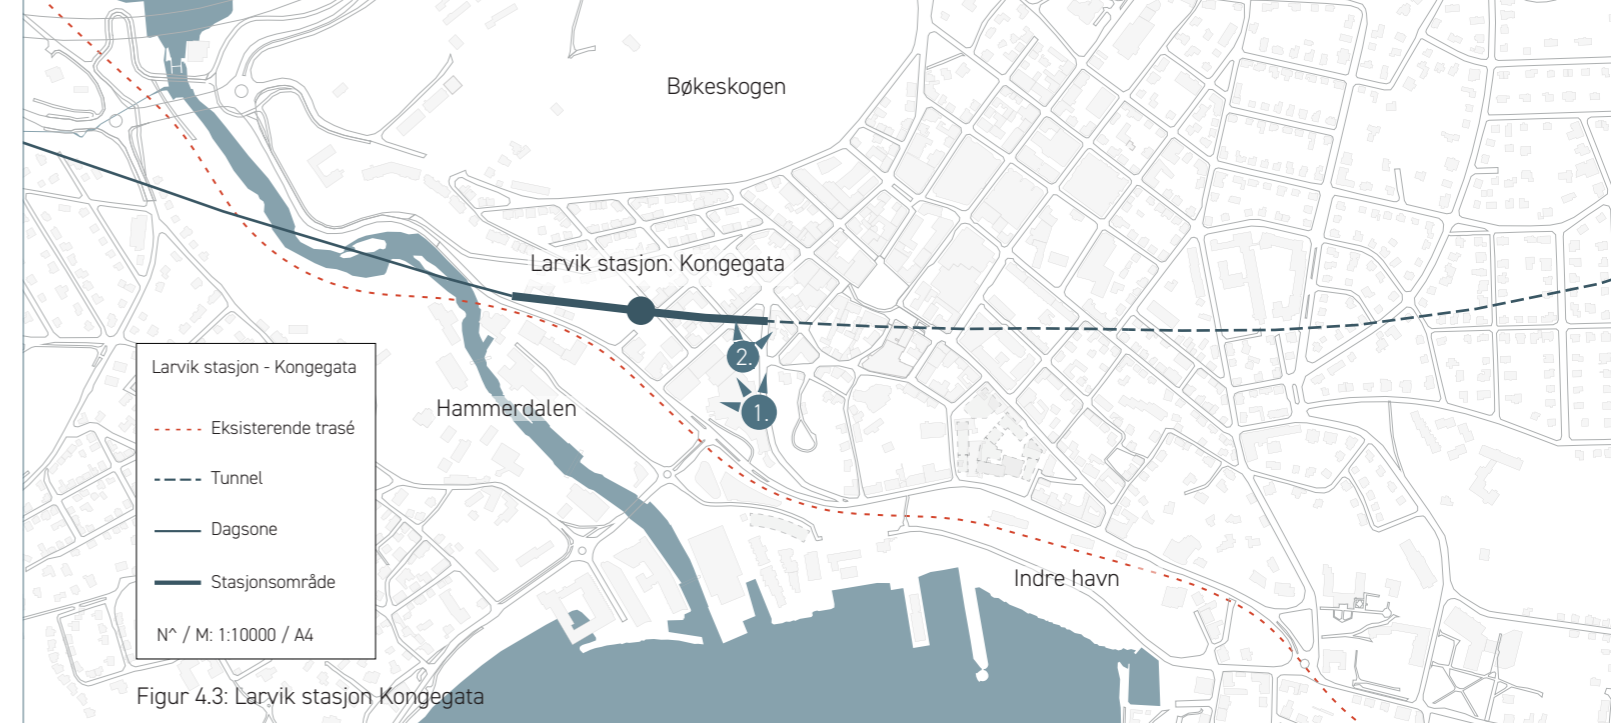 Bøkeskogen
Larvik stasjon: Kongegata
2.
1.
Hammerdalen
Indre havn
Larvik stasjon - Kongegata
Eksisterende trasé
Tunnel
Dagsone
Stasjonsområde
N^ / M: 1:10000 / A4
Figur 4.3: Larvik stasjon Kongegata